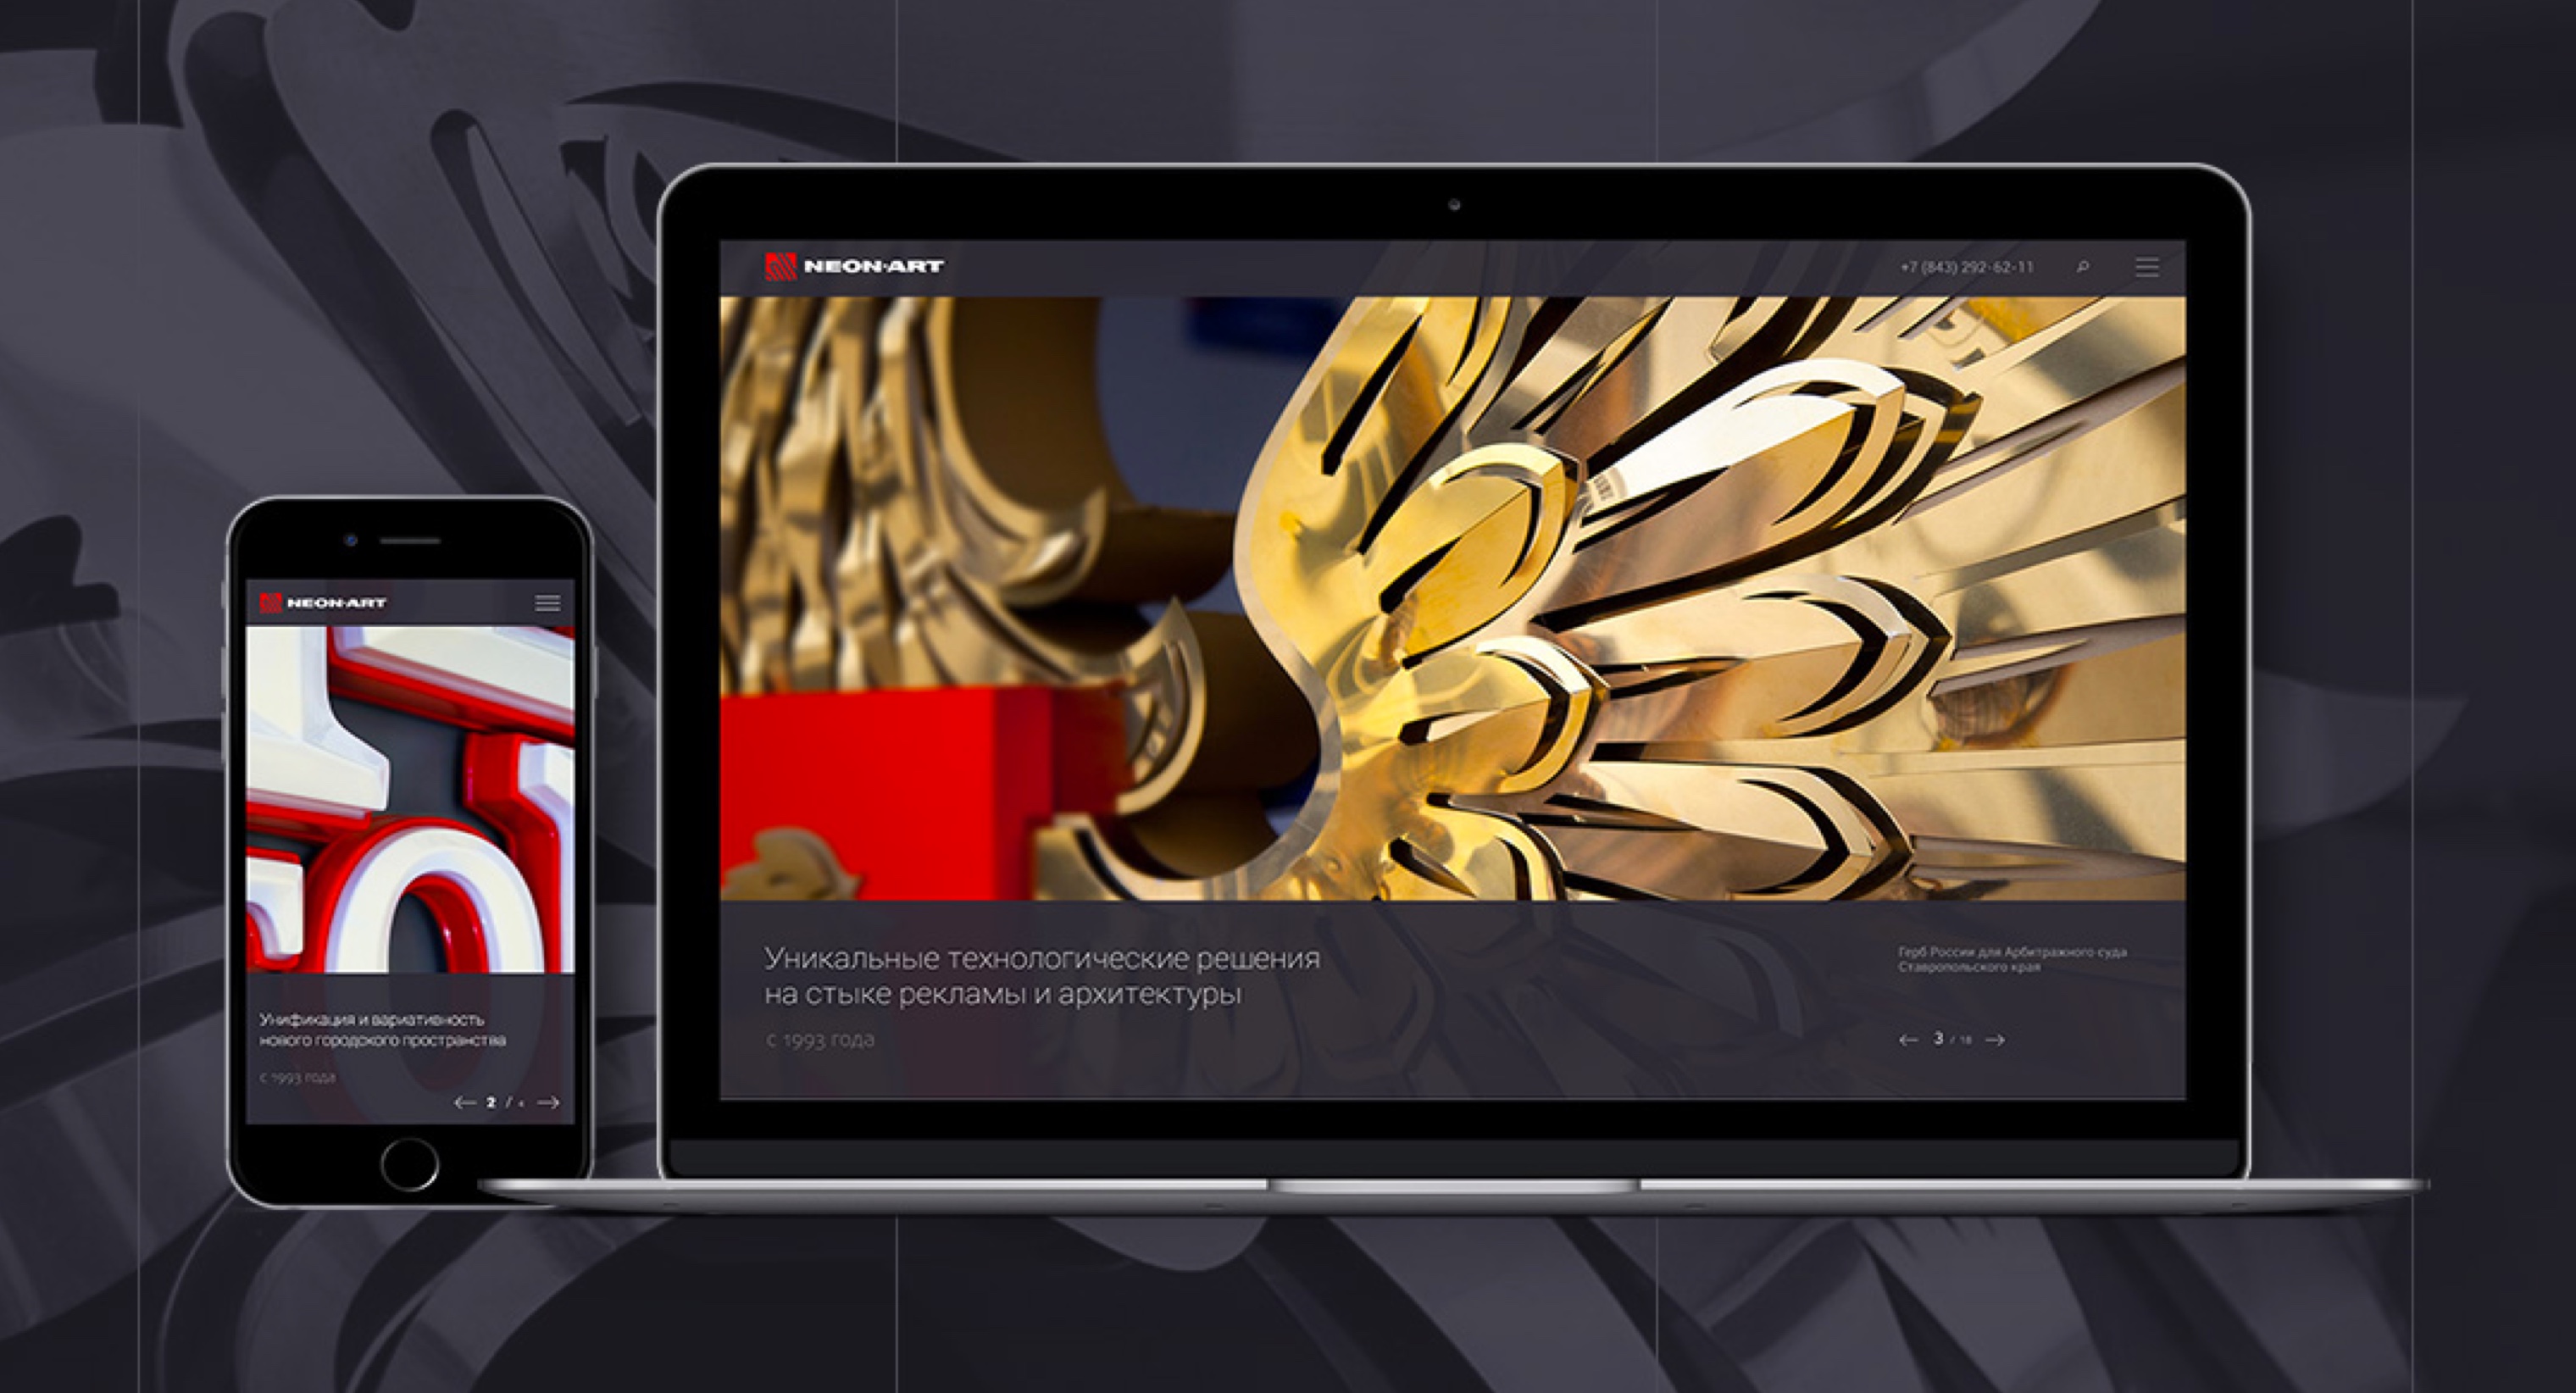 NEON·ART
+7 (843) 292-62-11
Уникальные технологические решения
на стыке рекламы и архитектуры
с 1993 года
Герб России для Арбитражного суда
Ставропольского края
3 / 18
NEON·ART
Унификация и вариативность
нового городского пространства
с 1993 года
2 / 4